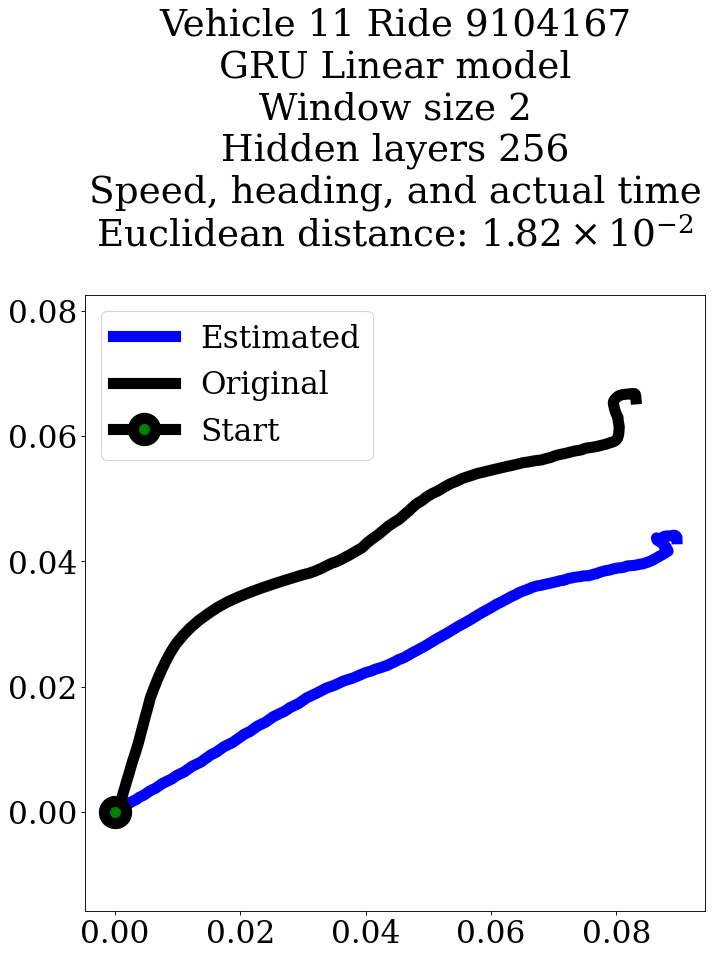 Vehicle 11 Ride 9104167
GRU Linear model
Window size 2
Hidden layers 256
Speed, heading, and actual time
Euclidean distance: 1.82 × 10⁻²
0.08
0.06
0.04
0.02
0.00
Estimated
Original
Start
0.00 0.02 0.04 0.06 0.08